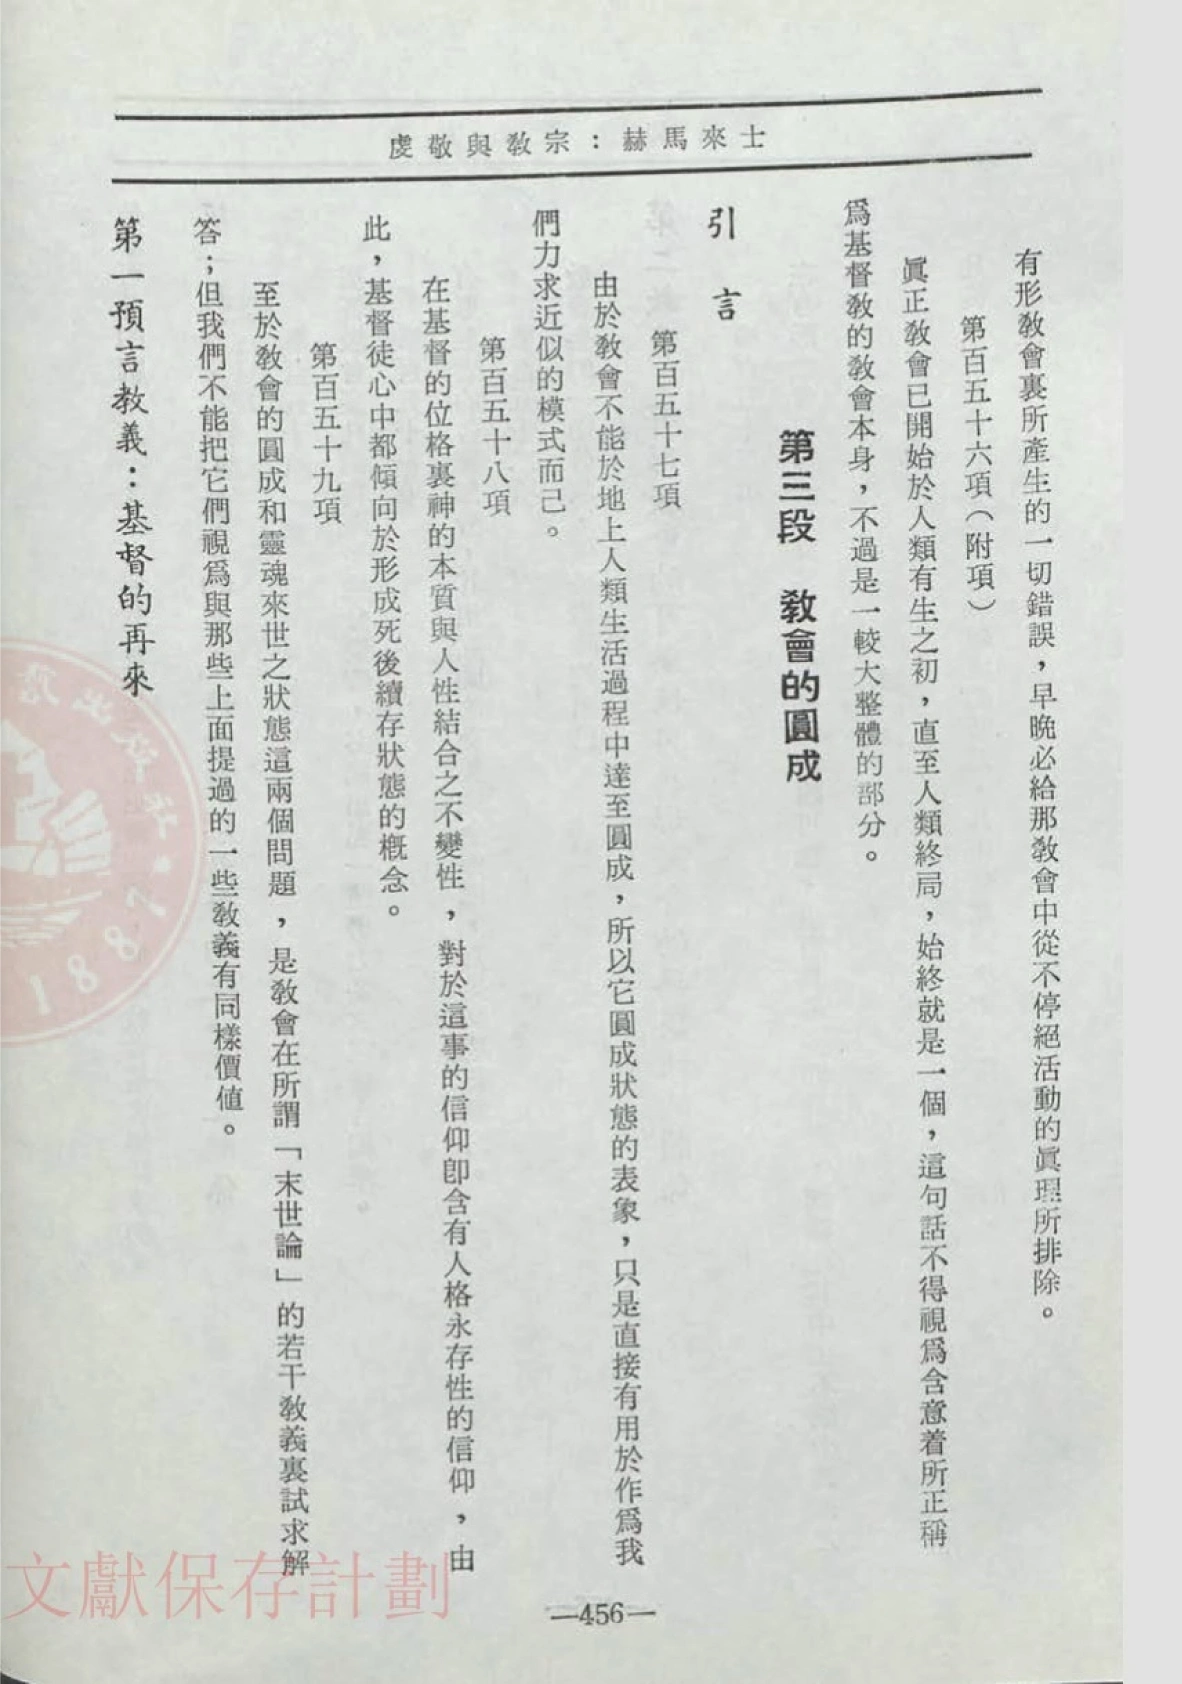 士來馬赫：宗教與敬虔
有形教會裏所產生的一切錯誤，早晚必給那教會中從不停絕活動的眞理所排除。
第百五十六項（附項）
眞正教會已開始於人類有生之初，直至人類終局，始終就是一個，這句話不得視爲含意着所正稱
爲基督教的教會本身，不過是一較大整體的部分。
第三段　教會的圓成
引　言
第百五十七項
由於教會不能於地上人類生活過程中達至圓成，所以它圓成狀態的表象，只是直接有用於作爲我
們力求近似的模式而已。
第百五十八項
在基督的位格裏神的本質與人性結合之不變性，對於這事的信仰卽含有人格永存性的信仰，由
此，基督徒心中都傾向於形成死後續存狀態的概念。
第百五十九項
至於教會的圓成和靈魂來世之狀態這兩個問題，是教會在所謂「末世論」的若干教義裏試求解
答；但我們不能把它們視爲與那些上面提過的一些教義有同樣價值。
第一預言教義：基督的再來
—456—
文獻保存計劃
1887